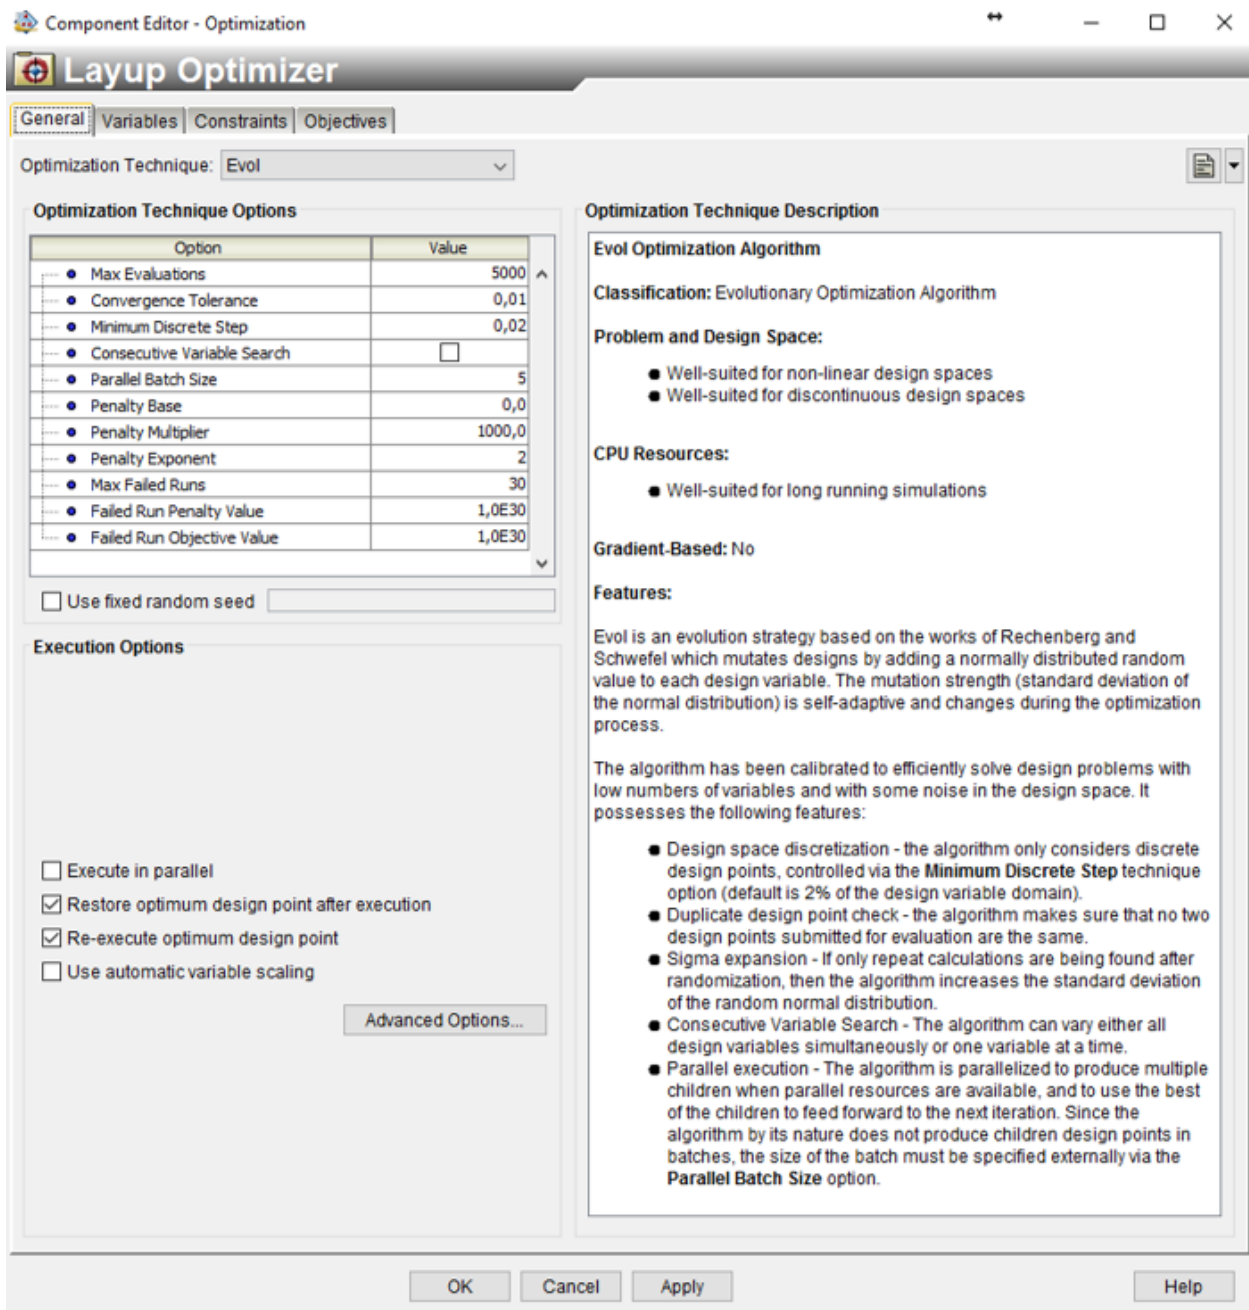 Component Editor - Optimization
Layup Optimizer
General Variables Constraints Objectives
Optimization Technique: Evol
Optimization Technique Options
Option Value
Max Evaluations 5000
Convergence Tolerance 0,01
Minimum Discrete Step 0,02
Consecutive Variable Search
Parallel Batch Size 5
Penalty Base 0,0
Penalty Multiplier 1000,0
Penalty Exponent 2
Max Failed Runs 30
Failed Run Penalty Value 1,0E30
Failed Run Objective Value 1,0E30
Use fixed random seed
Execution Options
Execute in parallel
Restore optimum design point after execution
Re-execute optimum design point
Use automatic variable scaling
Advanced Options...
Optimization Technique Description
Evol Optimization Algorithm
Classification: Evolutionary Optimization Algorithm
Problem and Design Space:
Well-suited for non-linear design spaces
Well-suited for discontinuous design spaces
CPU Resources:
Well-suited for long running simulations
Gradient-Based: No
Features:
Evol is an evolution strategy based on the works of Rechenberg and
Schwefel which mutates designs by adding a normally distributed random
value to each design variable. The mutation strength (standard deviation of
the normal distribution) is self-adaptive and changes during the optimization
process.
The algorithm has been calibrated to efficiently solve design problems with
low numbers of variables and with some noise in the design space. It
possesses the following features:
Design space discretization - the algorithm only considers discrete
design points, controlled via the Minimum Discrete Step technique
option (default is 2% of the design variable domain).
Duplicate design point check - the algorithm makes sure that no two
design points submitted for evaluation are the same.
Sigma expansion - If only repeat calculations are being found after
randomization, then the algorithm increases the standard deviation
of the random normal distribution.
Consecutive Variable Search - The algorithm can vary either all
design variables simultaneously or one variable at a time.
Parallel execution - The algorithm is parallelized to produce multiple
children when parallel resources are available, and to use the best
of the children to feed forward to the next iteration. Since the
algorithm by its nature does not produce children design points in
batches, the size of the batch must be specified externally via the
Parallel Batch Size option.
OK Cancel Apply Help